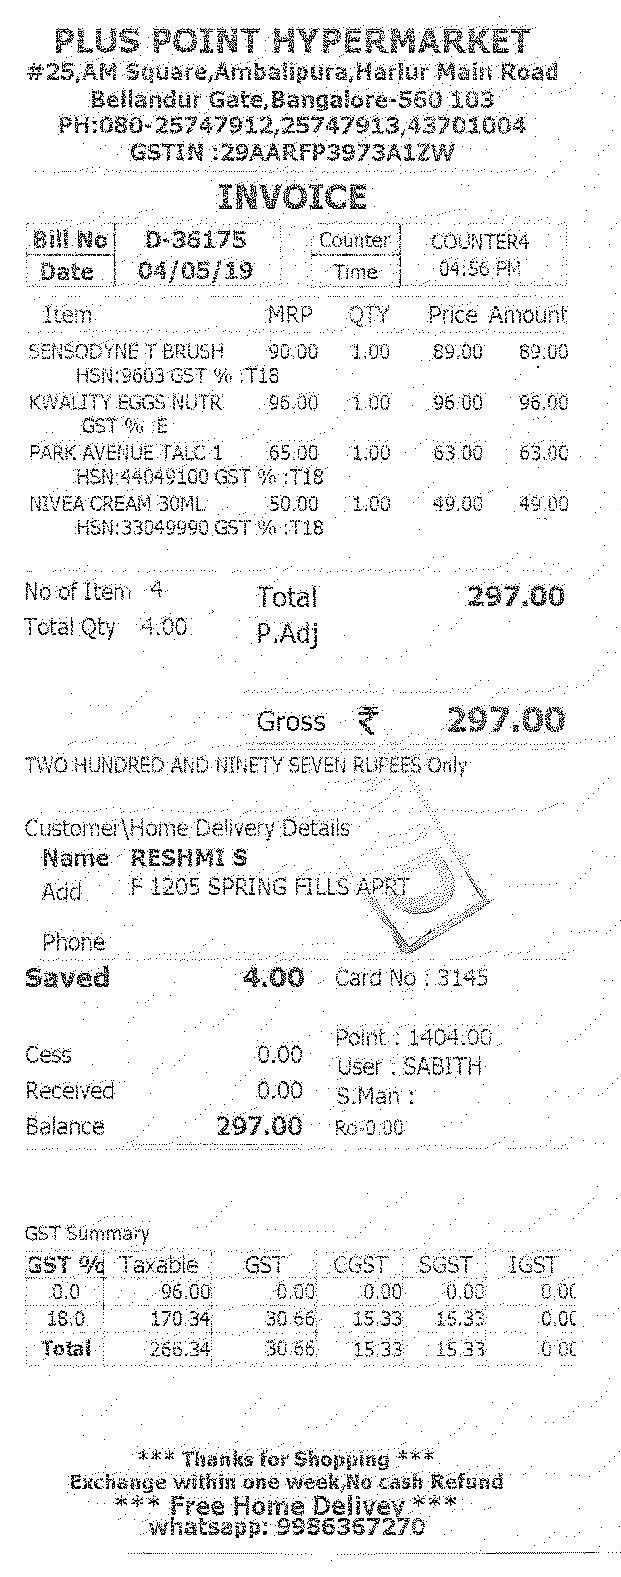 PLUS POINT HYPERMARKET
#25,AM Square,Ambalipura,Harlur Main Road
Bellandur Gate,Bangalore-560 103
PH:080-25747912,25747913,43701004
GSTIN :29AARFP3973A1ZW
INVOICE
Bill No D-36175 Counter COUNTER4
Date 04/05/19 Time 04:56 PM
Item MRP QTY Price Amount
SENSODYNE T BRUSH 90.00 1.00 89.00 89.00
HSN:9603 GST % :T18
KWALITY EGGS NUTR 96.00 1.00 96.00 96.00
GST % :E
PARK AVENUE TALC 1 65.00 1.00 63.00 63.00
HSN:44049100 GST % :T18
NIVEA CREAM 30ML 50.00 1.00 49.00 49.00
HSN:33049990 GST % :T18
No of Item 4 Total 297.00
Total Qty 4.00 P.Adj
Gross ₹ 297.00
TWO HUNDRED AND NINETY SEVEN RUPEES Only
Customer\Home Delivery Details
Name RESHMI S
Add F 1205 SPRING FILLS APRT
Phone
Saved 4.00 Card No : 3145
Point : 1404.00
Cess 0.00 User : SABITH
Received 0.00 S.Man :
Balance 297.00 Ro-0.00
GST Summary
GST % Taxable GST CGST SGST IGST
0.0 96.00 0.00 0.00 0.00 0.00
18.0 170.34 30.66 15.33 15.33 0.00
Total 266.34 30.66 15.33 15.33 0.00
*** Thanks for Shopping ***
Exchange within one week,No cash Refund
*** Free Home Delivey ***
whatsapp: 9986367270